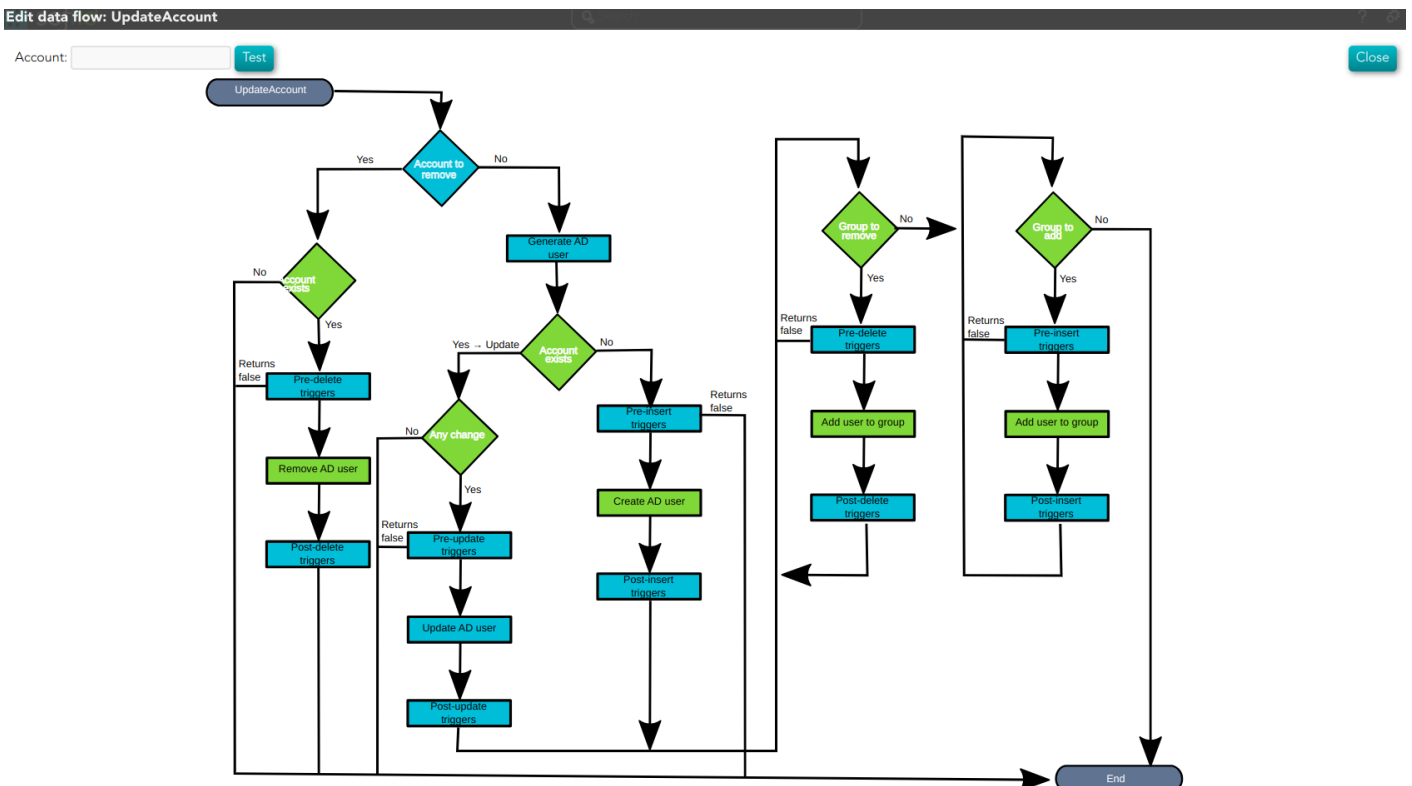 Edit data flow: UpdateAccount
Account:
Test
Close
UpdateAccount
Yes
Account to
remove
No
Generate AD
user
No
exists
Yes
Returns
false
Pre-delete
triggers
Remove AD user
Post-delete
triggers
Yes → Update
Account
exists
No
No
Any change
Yes
Returns
false
Pre-update
triggers
Update AD user
Post-update
triggers
Pre-insert
triggers
Returns
false
Create AD user
Post-insert
triggers
Group to
remove
No
Yes
Returns
false
Pre-delete
triggers
Add user to group
Post-delete
triggers
Group to
add
No
Yes
Returns
false
Pre-insert
triggers
Add user to group
Post-insert
triggers
End